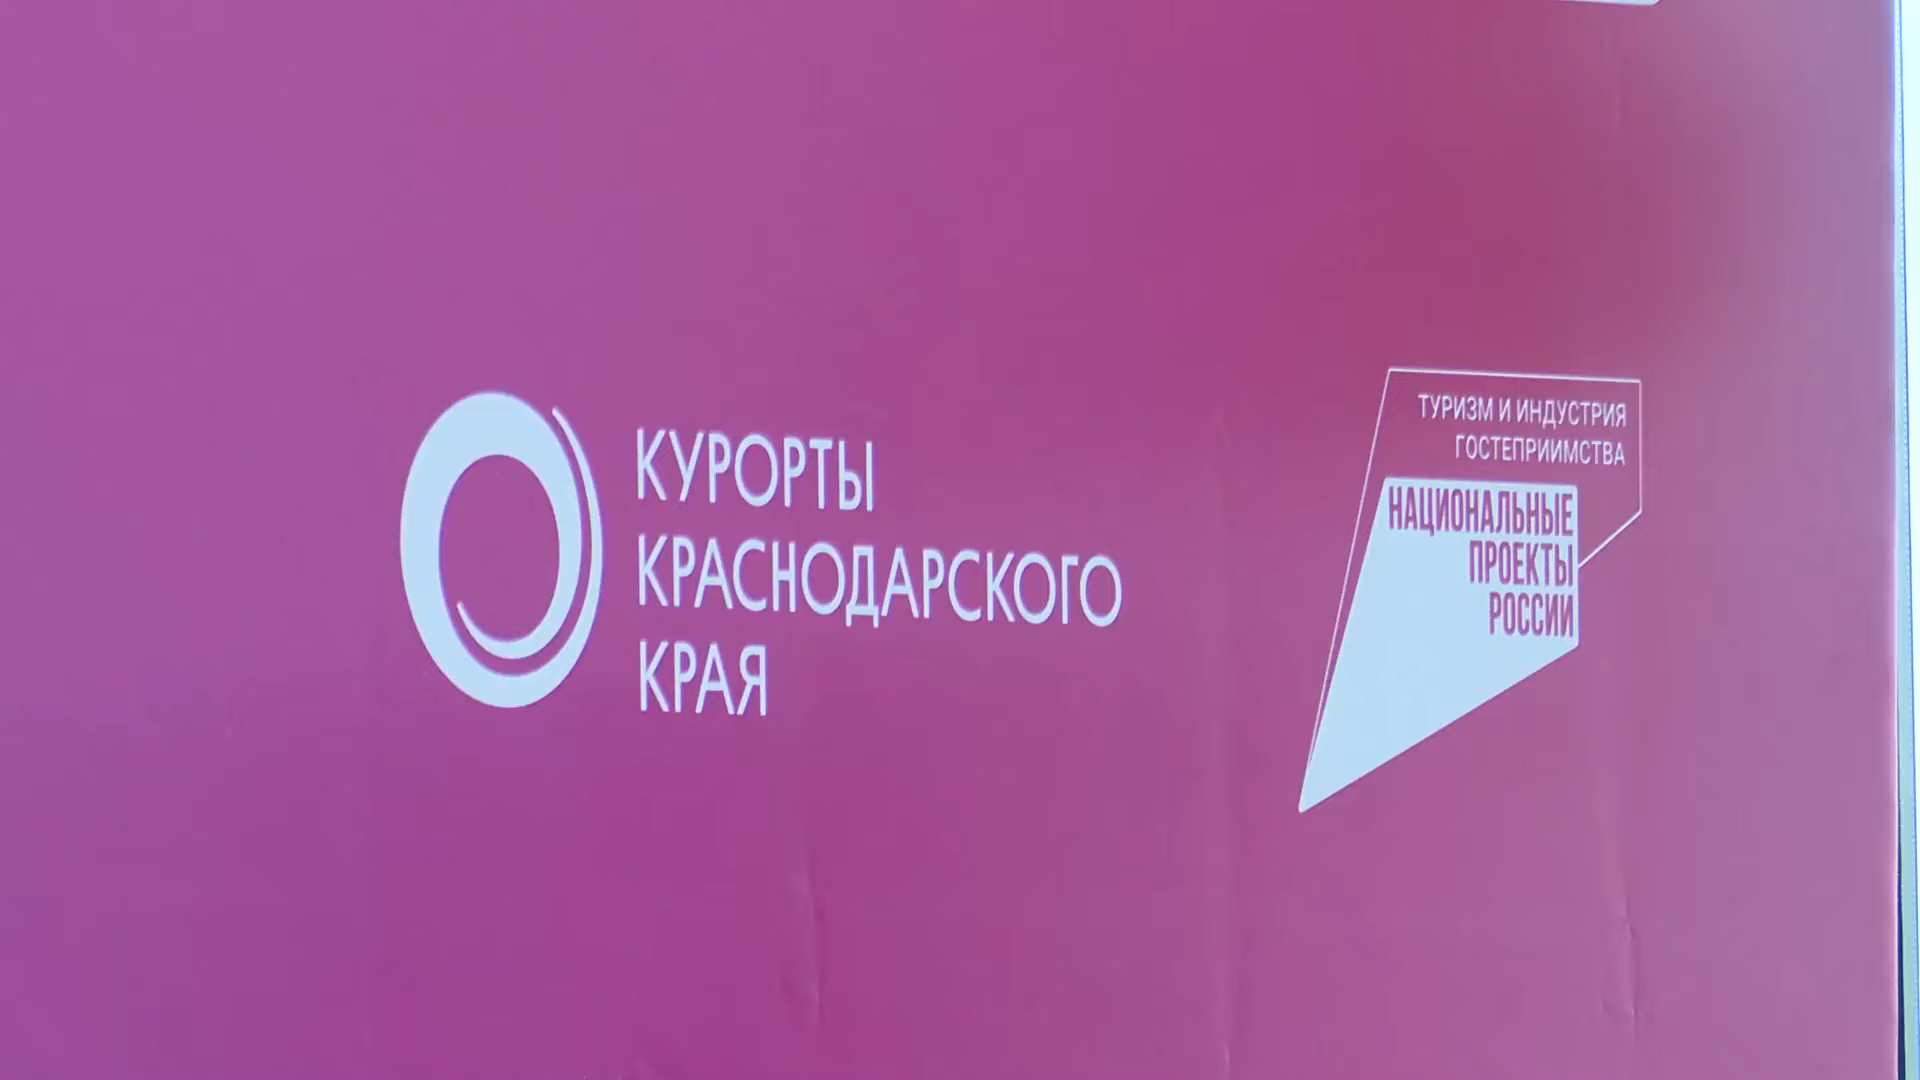 КУРОРТЫ
КРАСНОДАРСКОГО
КРАЯ
ТУРИЗМ И ИНДУСТРИЯ
ГОСТЕПРИИМСТВА
НАЦИОНАЛЬНЫЕ
ПРОЕКТЫ
РОССИИ